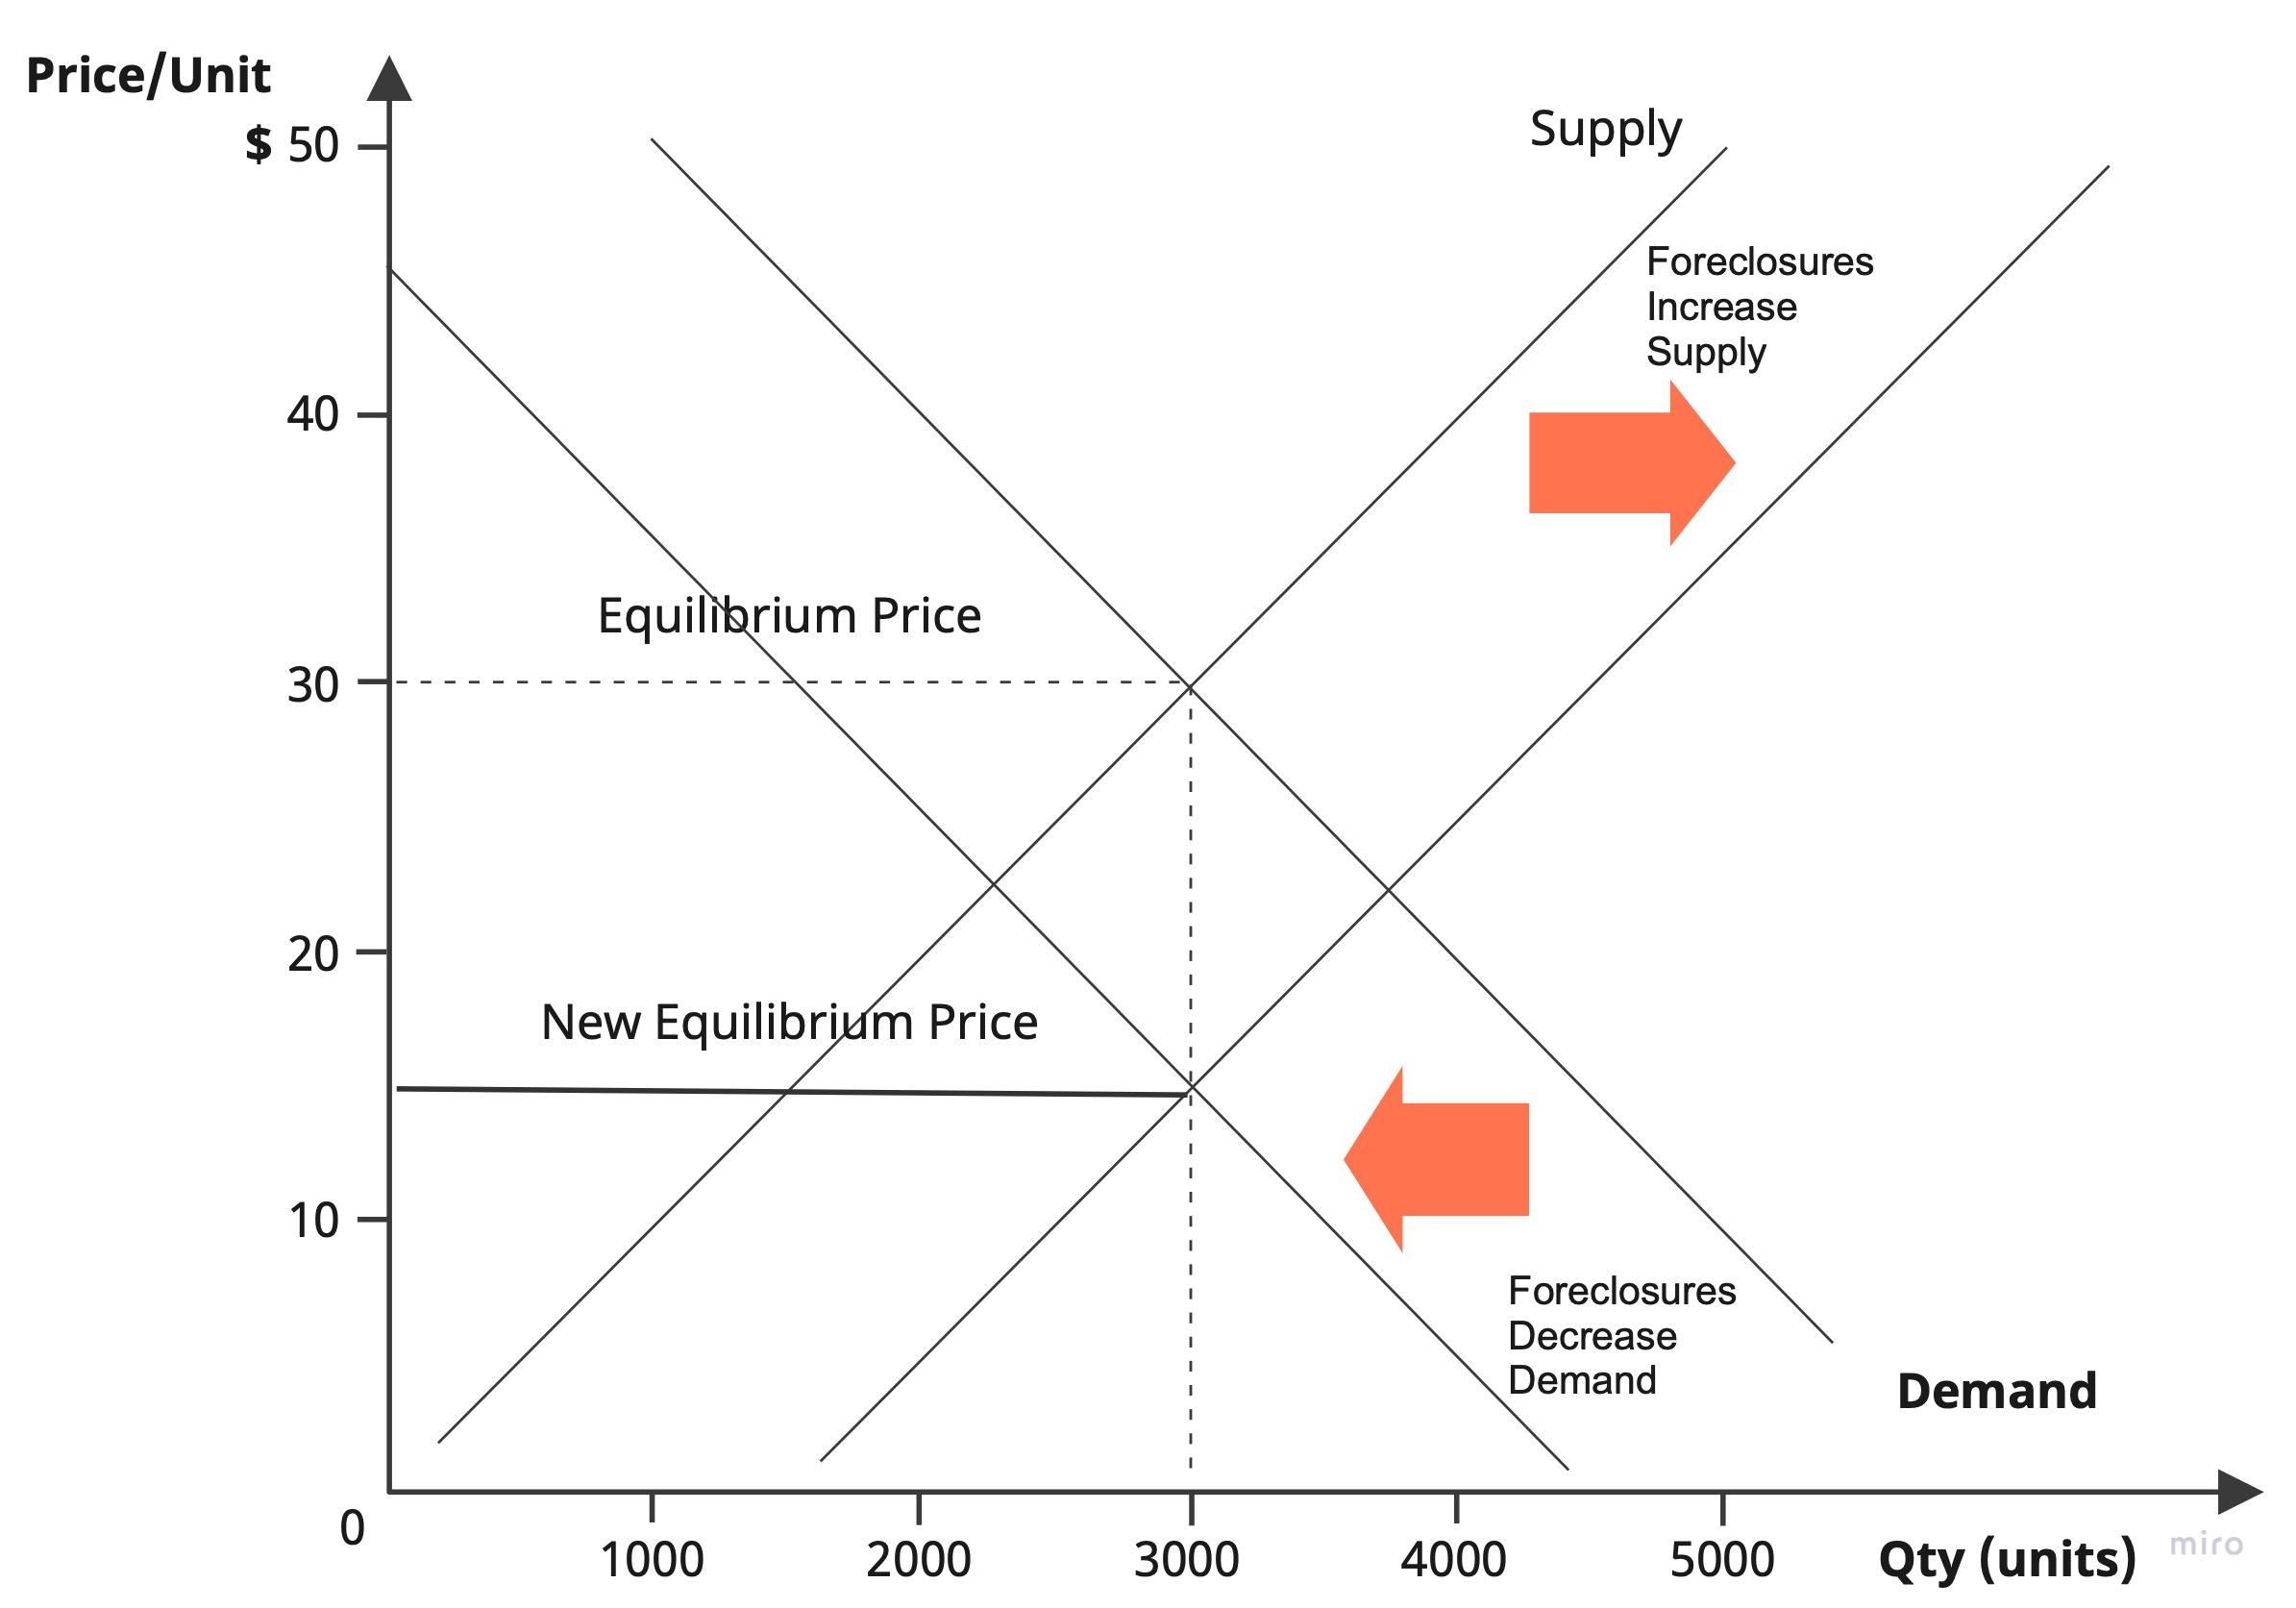 Price/Unit
$ 50
Supply
Foreclosures
Increase
Supply
40
Equilibrium Price
30
20
New Equilibrium Price
10
Foreclosures
Decrease
Demand
Demand
0
1000 2000 3000 4000 5000 Qty (units)
miro